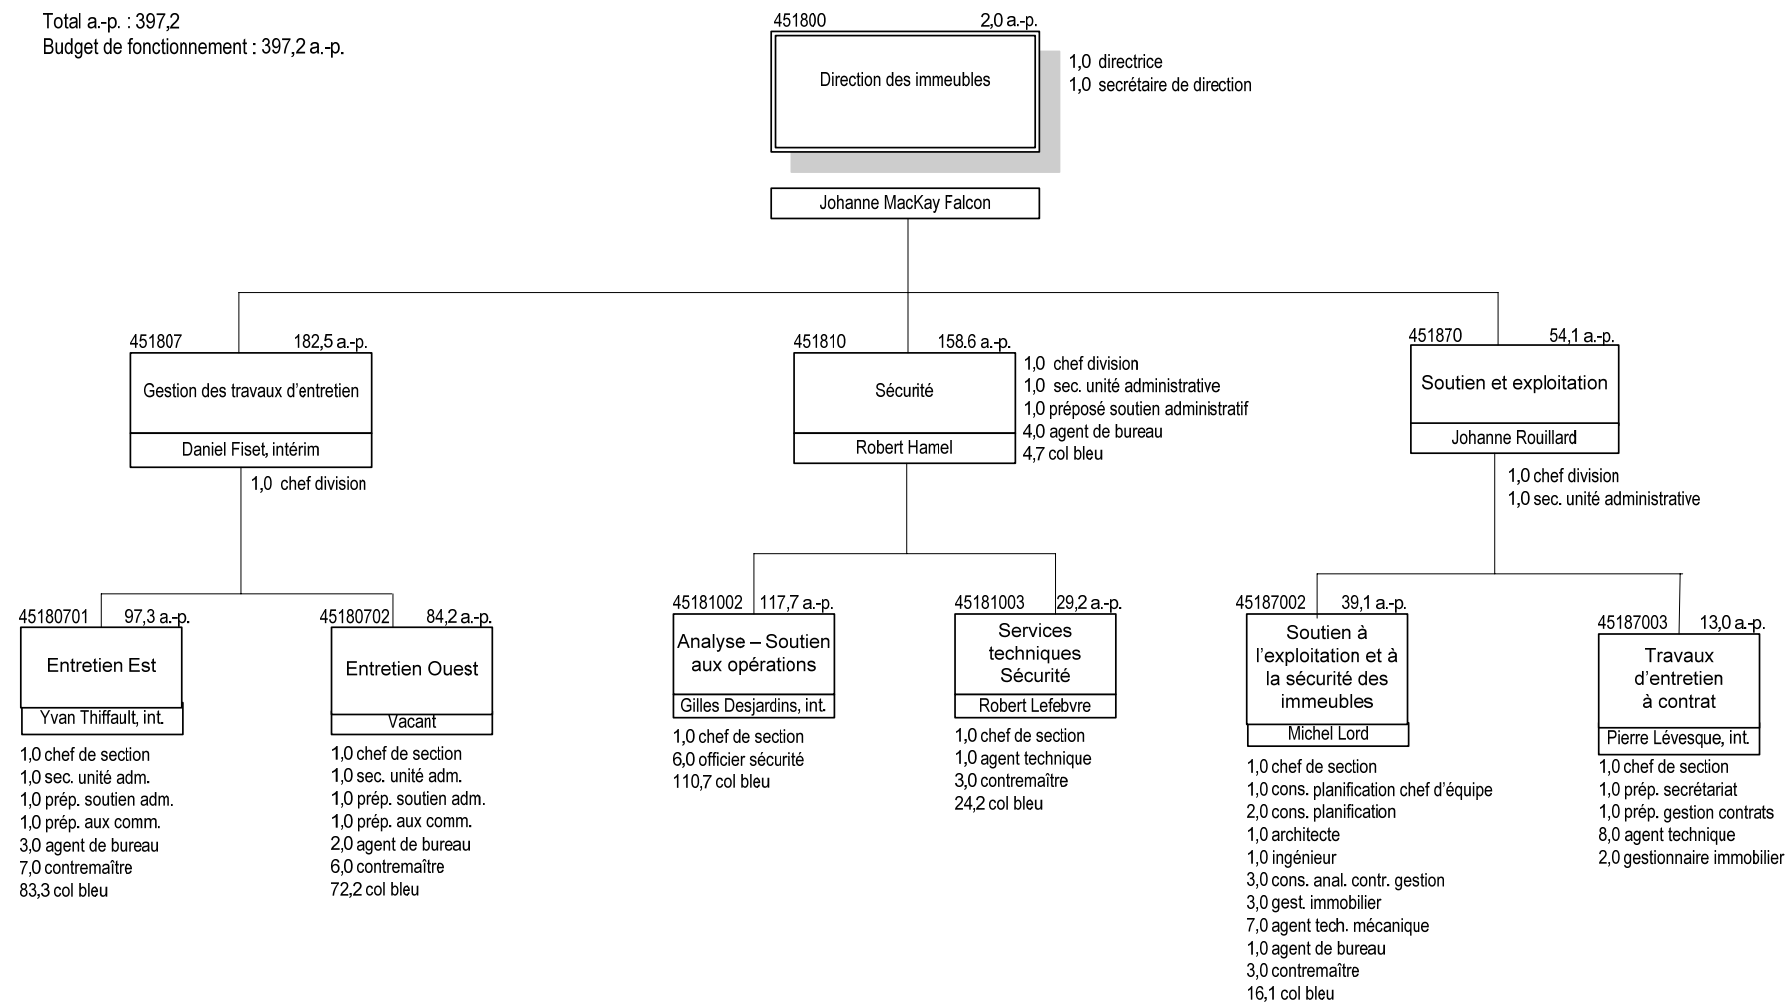 Total a.-p. : 397,2
Budget de fonctionnement : 397,2 a.-p.
451800 2,0 a.-p.
Direction des immeubles
1,0 directrice
1,0 secrétaire de direction
Johanne MacKay Falcon
451807 182,5 a.-p.
Gestion des travaux d'entretien
Daniel Fiset, intérim
1,0 chef division
451810 158.6 a.-p.
Sécurité
Robert Hamel
1,0 chef division
1,0 sec. unité administrative
1,0 préposé soutien administratif
4,0 agent de bureau
4,7 col bleu
451870 54,1 a.-p.
Soutien et exploitation
Johanne Rouillard
1,0 chef division
1,0 sec. unité administrative
45180701 97,3 a.-p.
Entretien Est
Yvan Thiffault, int.
1,0 chef de section
1,0 sec. unité adm.
1,0 prép. soutien adm.
1,0 prép. aux comm.
3,0 agent de bureau
7,0 contremaître
83,3 col bleu
45180702 84,2 a.-p.
Entretien Ouest
Vacant
1,0 chef de section
1,0 sec. unité adm.
1,0 prép. soutien adm.
1,0 prép. aux comm.
2,0 agent de bureau
6,0 contremaître
72,2 col bleu
45181002 117,7 a.-p.
Analyse – Soutien
aux opérations
Gilles Desjardins, int.
1,0 chef de section
6,0 officier sécurité
110,7 col bleu
45181003 29,2 a.-p.
Services
techniques
Sécurité
Robert Lefebvre
1,0 chef de section
1,0 agent technique
3,0 contremaître
24,2 col bleu
45187002 39,1 a.-p.
Soutien à
l'exploitation et à
la sécurité des
immeubles
Michel Lord
1,0 chef de section
1,0 cons. planification chef d'équipe
2,0 cons. planification
1,0 architecte
1,0 ingénieur
3,0 cons. anal. contr. gestion
3,0 gest. immobilier
7,0 agent tech. mécanique
1,0 agent de bureau
3,0 contremaître
16,1 col bleu
45187003 13,0 a.-p.
Travaux
d'entretien
à contrat
Pierre Lévesque, int.
1,0 chef de section
1,0 prép. secrétariat
1,0 prép. gestion contrats
8,0 agent technique
2,0 gestionnaire immobilier